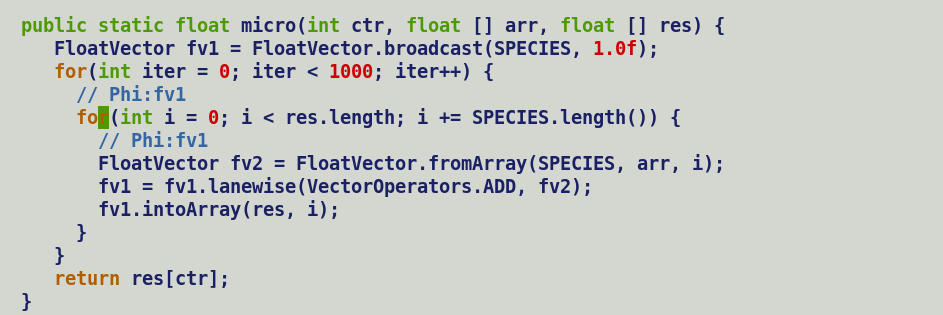 public static float micro(int ctr, float [] arr, float [] res) {
   FloatVector fv1 = FloatVector.broadcast(SPECIES, 1.0f);
   for(int iter = 0; iter < 1000; iter++) {
     // Phi:fv1
     for(int i = 0; i < res.length; i += SPECIES.length()) {
       // Phi:fv1
       FloatVector fv2 = FloatVector.fromArray(SPECIES, arr, i);
       fv1 = fv1.lanewise(VectorOperators.ADD, fv2);
       fv1.intoArray(res, i);
     }
   }
   return res[ctr];
}